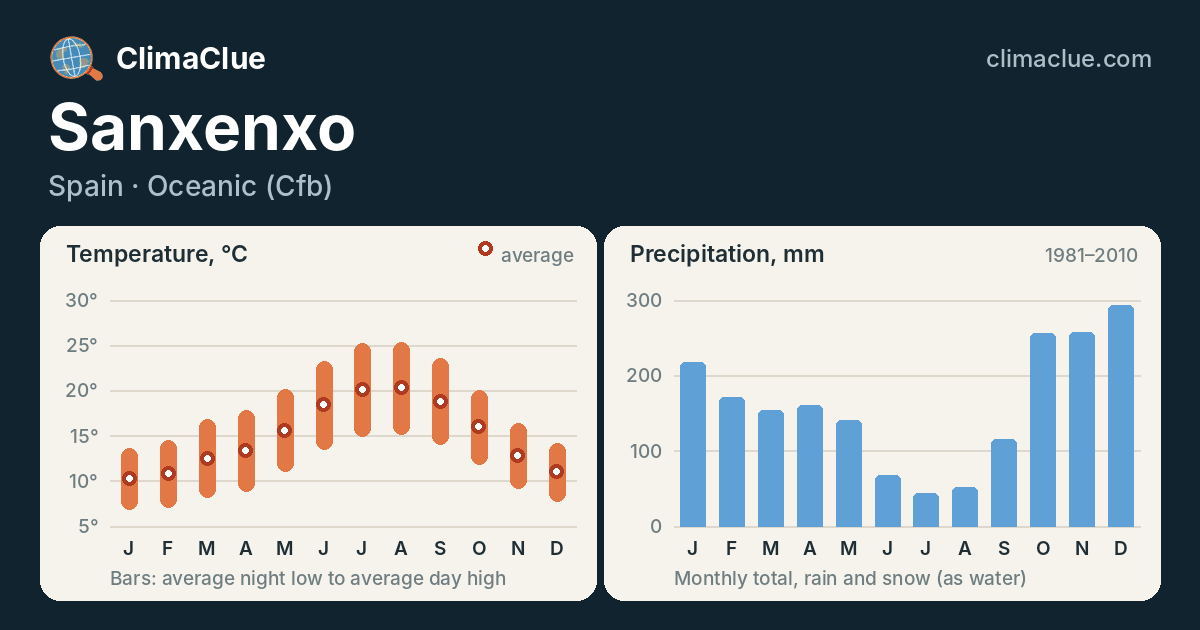 ClimaClue
climaclue.com
Sanxenxo
Spain · Oceanic (Cfb)
Temperature, °C
average
30°
25°
20°
15°
10°
5°
J F M A M J J A S O N D
Bars: average night low to average day high
Precipitation, mm
1981–2010
300
200
100
0
J F M A M J J A S O N D
Monthly total, rain and snow (as water)